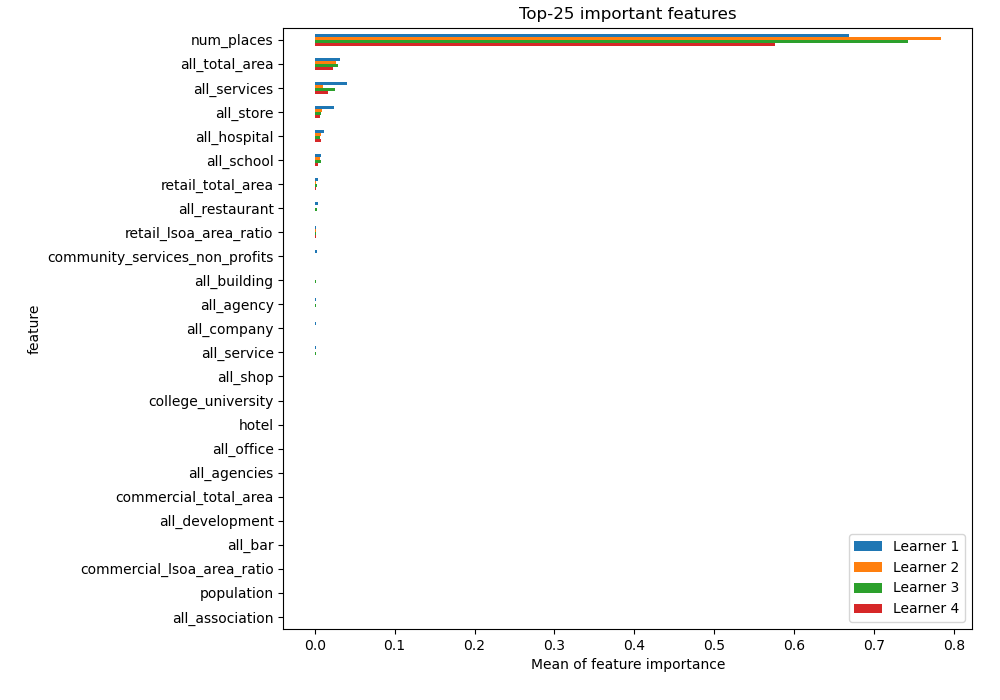 Top-25 important features
num_places
all_total_area
all_services
all_store
all_hospital
all_school
retail_total_area
all_restaurant
retail_lsoa_area_ratio
community_services_non_profits
all_building
all_agency
all_company
all_service
all_shop
college_university
hotel
all_office
all_agencies
commercial_total_area
all_development
all_bar
commercial_lsoa_area_ratio
population
all_association
feature
Learner 1
Learner 2
Learner 3
Learner 4
0.0 0.1 0.2 0.3 0.4 0.5 0.6 0.7 0.8
Mean of feature importance